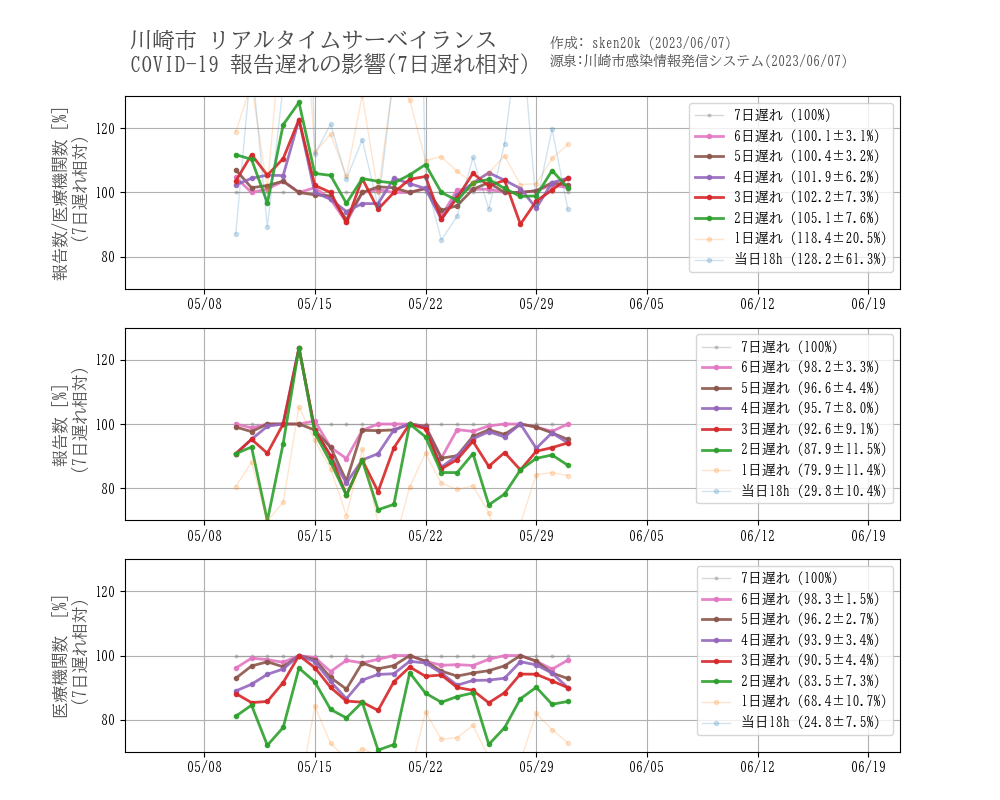 川崎市 リアルタイムサーベイランス
COVID-19 報告遅れの影響(7日遅れ相対)
作成: sken20k (2023/06/07)
源泉:川崎市感染情報発信システム(2023/06/07)
報告数/医療機関数 [%]
(7日遅れ相対)
120
100
80
7日遅れ (100%)
6日遅れ (100.1±3.1%)
5日遅れ (100.4±3.2%)
4日遅れ (101.9±6.2%)
3日遅れ (102.2±7.3%)
2日遅れ (105.1±7.6%)
1日遅れ (118.4±20.5%)
当日18h (128.2±61.3%)
05/08 05/15 05/22 05/29 06/05 06/12 06/19
報告数 [%]
(7日遅れ相対)
120
100
80
7日遅れ (100%)
6日遅れ (98.2±3.3%)
5日遅れ (96.6±4.4%)
4日遅れ (95.7±8.0%)
3日遅れ (92.6±9.1%)
2日遅れ (87.9±11.5%)
1日遅れ (79.9±11.4%)
当日18h (29.8±10.4%)
05/08 05/15 05/22 05/29 06/05 06/12 06/19
医療機関数 [%]
(7日遅れ相対)
120
100
80
7日遅れ (100%)
6日遅れ (98.3±1.5%)
5日遅れ (96.2±2.7%)
4日遅れ (93.9±3.4%)
3日遅れ (90.5±4.4%)
2日遅れ (83.5±7.3%)
1日遅れ (68.4±10.7%)
当日18h (24.8±7.5%)
05/08 05/15 05/22 05/29 06/05 06/12 06/19